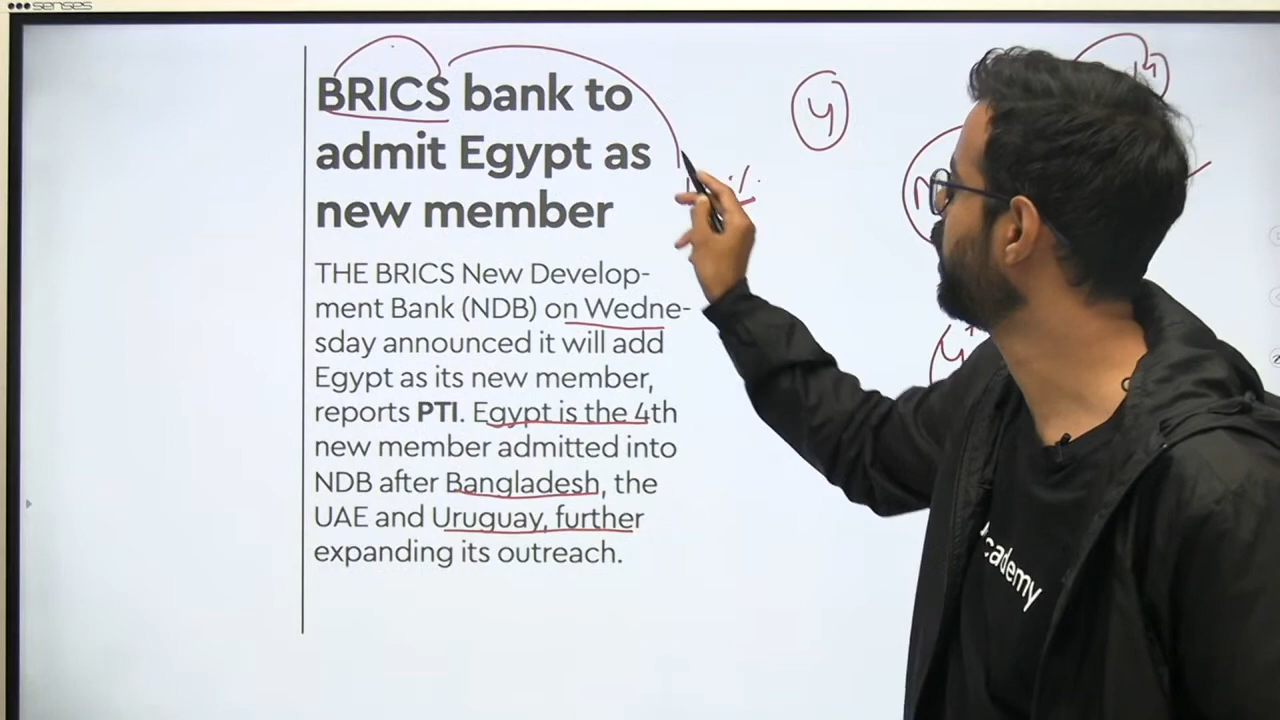 senses
BRICS bank to
admit Egypt as
new member
THE BRICS New Develop-
ment Bank (NDB) on Wedne-
sday announced it will add
Egypt as its new member,
reports PTI. Egypt is the 4th
new member admitted into
NDB after Bangladesh, the
UAE and Uruguay, further
expanding its outreach.
4
academy